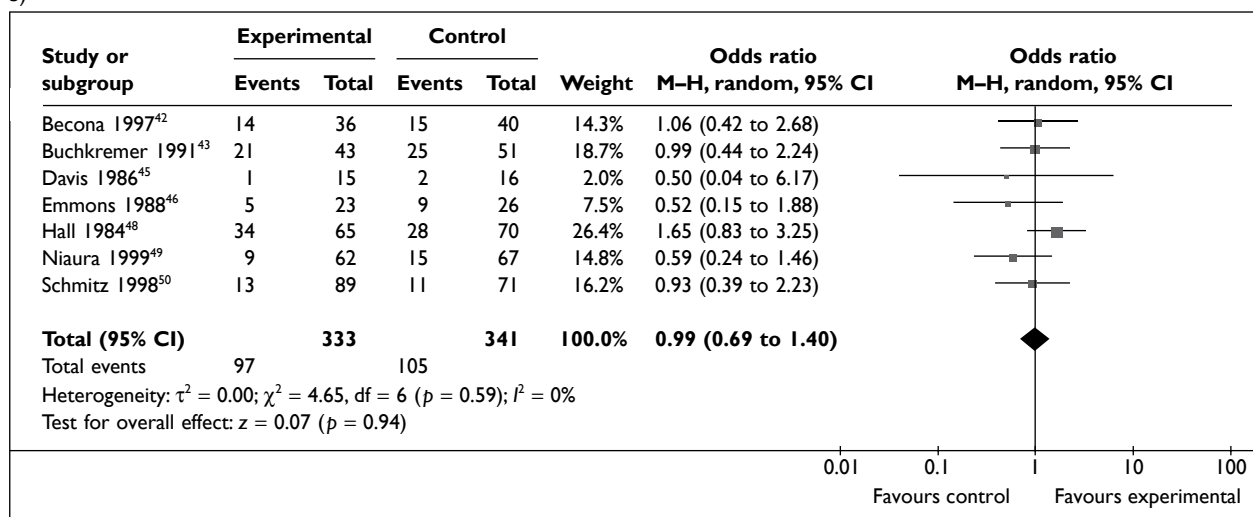 Study or subgroup Experimental Control Weight Odds ratio M–H, random, 95% CI Odds ratio M–H, random, 95% CI
Events Total Events Total
Becona 1997⁴² 14 36 15 40 14.3% 1.06 (0.42 to 2.68)
Buchkremer 1991⁴³ 21 43 25 51 18.7% 0.99 (0.44 to 2.24)
Davis 1986⁴⁵ 1 15 2 16 2.0% 0.50 (0.04 to 6.17)
Emmons 1988⁴⁶ 5 23 9 26 7.5% 0.52 (0.15 to 1.88)
Hall 1984⁴⁸ 34 65 28 70 26.4% 1.65 (0.83 to 3.25)
Niaura 1999⁴⁹ 9 62 15 67 14.8% 0.59 (0.24 to 1.46)
Schmitz 1998⁵⁰ 13 89 11 71 16.2% 0.93 (0.39 to 2.23)
Total (95% CI) 333 341 100.0% 0.99 (0.69 to 1.40)
Total events 97 105
Heterogeneity: τ² = 0.00; χ² = 4.65, df = 6 (p = 0.59); I² = 0%
Test for overall effect: z = 0.07 (p = 0.94)
0.01 0.1 1 10 100
Favours control Favours experimental